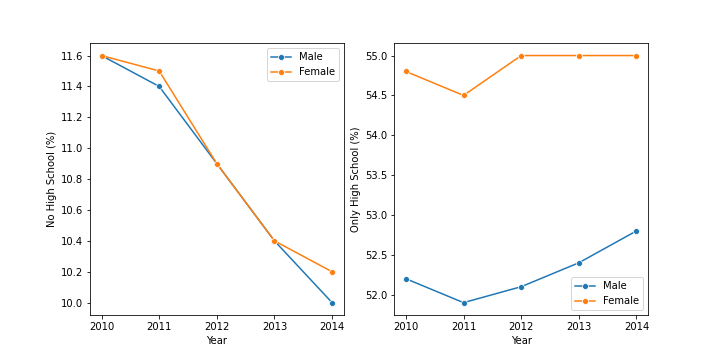 No High School (%)
11.6
11.4
11.2
11.0
10.8
10.6
10.4
10.2
10.0
2010 2011 2012 2013 2014
Year
Male
Female
Only High School (%)
55.0
54.5
54.0
53.5
53.0
52.5
52.0
2010 2011 2012 2013 2014
Year
Male
Female